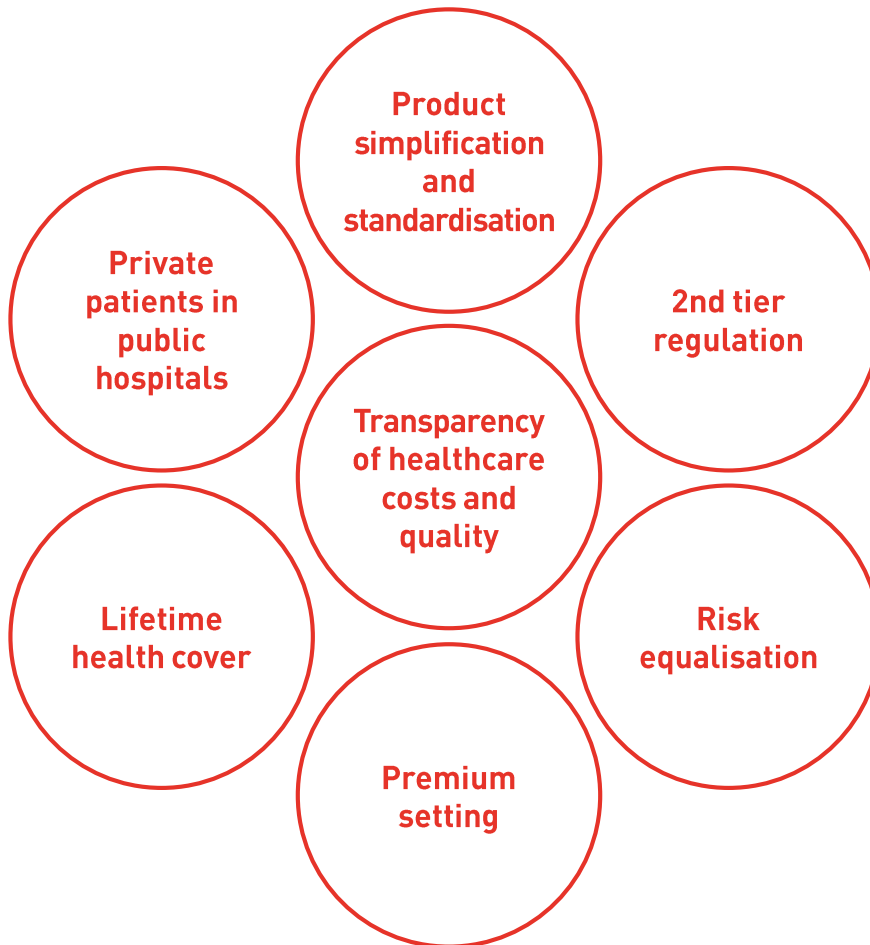 Product
simplification
and
standardisation
Private
patients in
public
hospitals
2nd tier
regulation
Transparency
of healthcare
costs and
quality
Lifetime
health cover
Risk
equalisation
Premium
setting